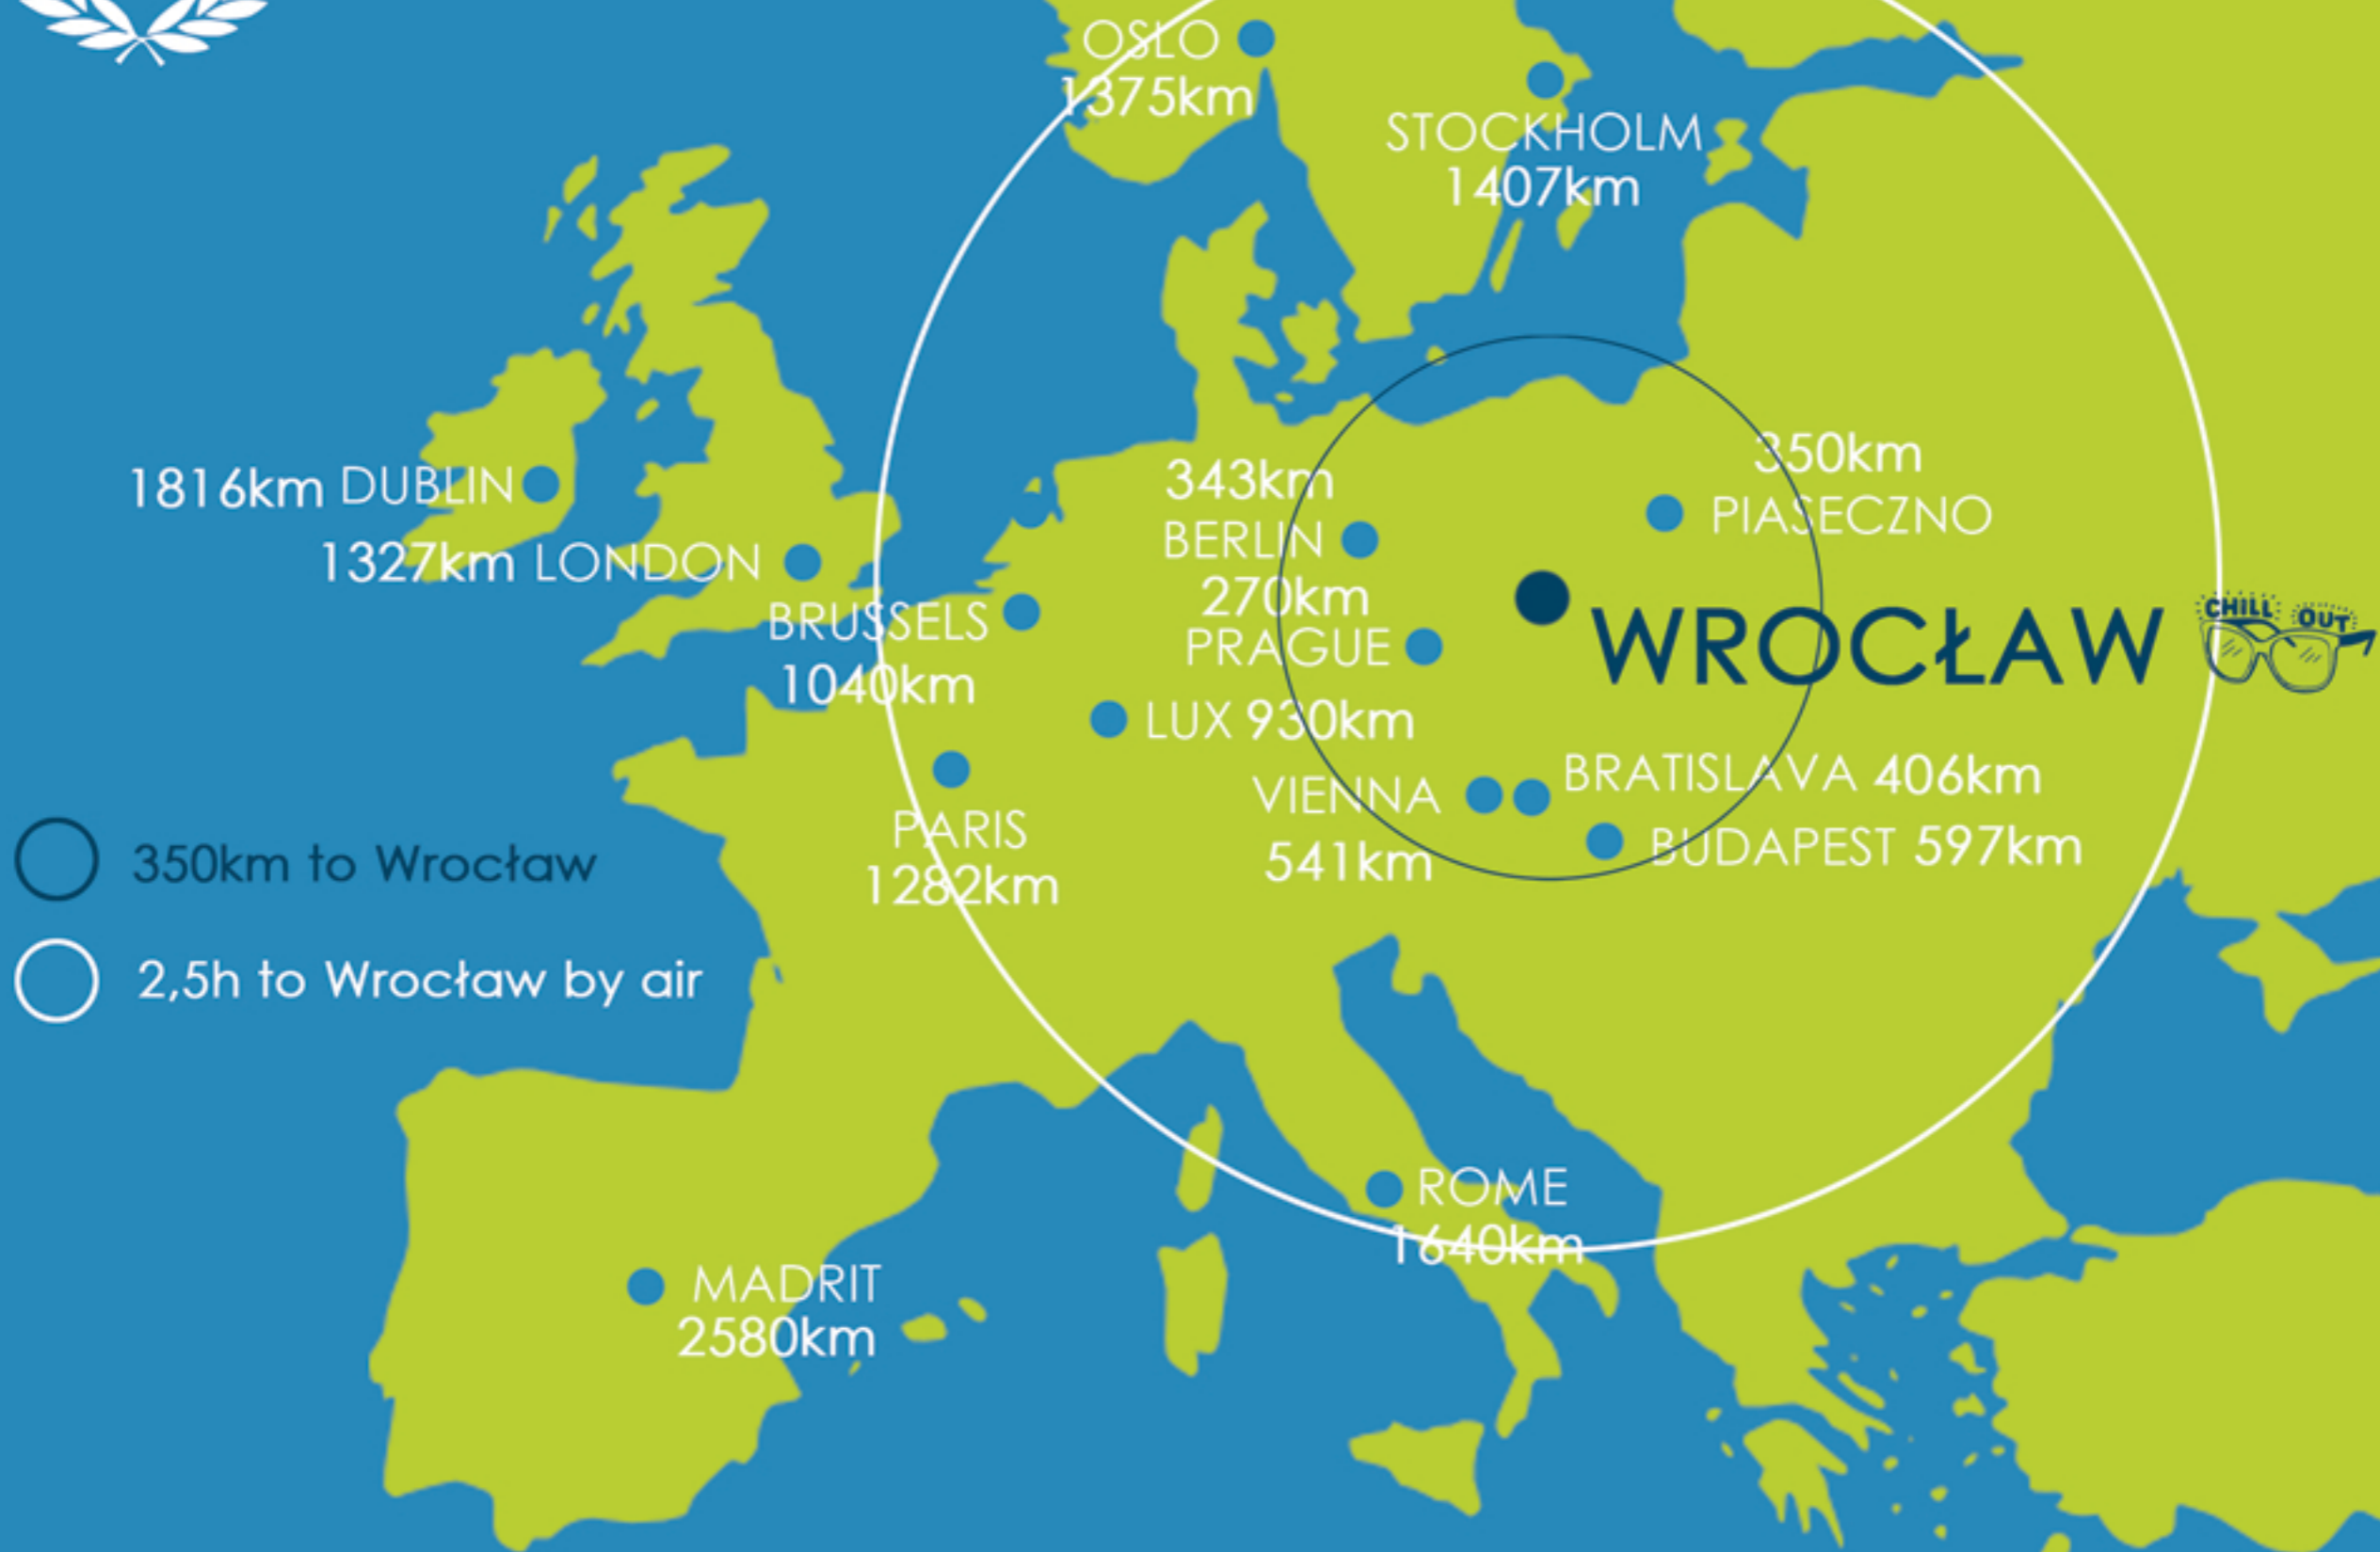 OSLO
1375km
STOCKHOLM
1407km
1816km DUBLIN
1327km LONDON
BRUSSELS
1040km
343km
BERLIN
270km
PRAGUE
350km
PIASECZNO
WROCŁAW
CHILL OUT
LUX 930km
VIENNA
541km
BRATISLAVA 406km
BUDAPEST 597km
PARIS
1282km
350km to Wrocław
2,5h to Wrocław by air
ROME
1640km
MADRIT
2580km